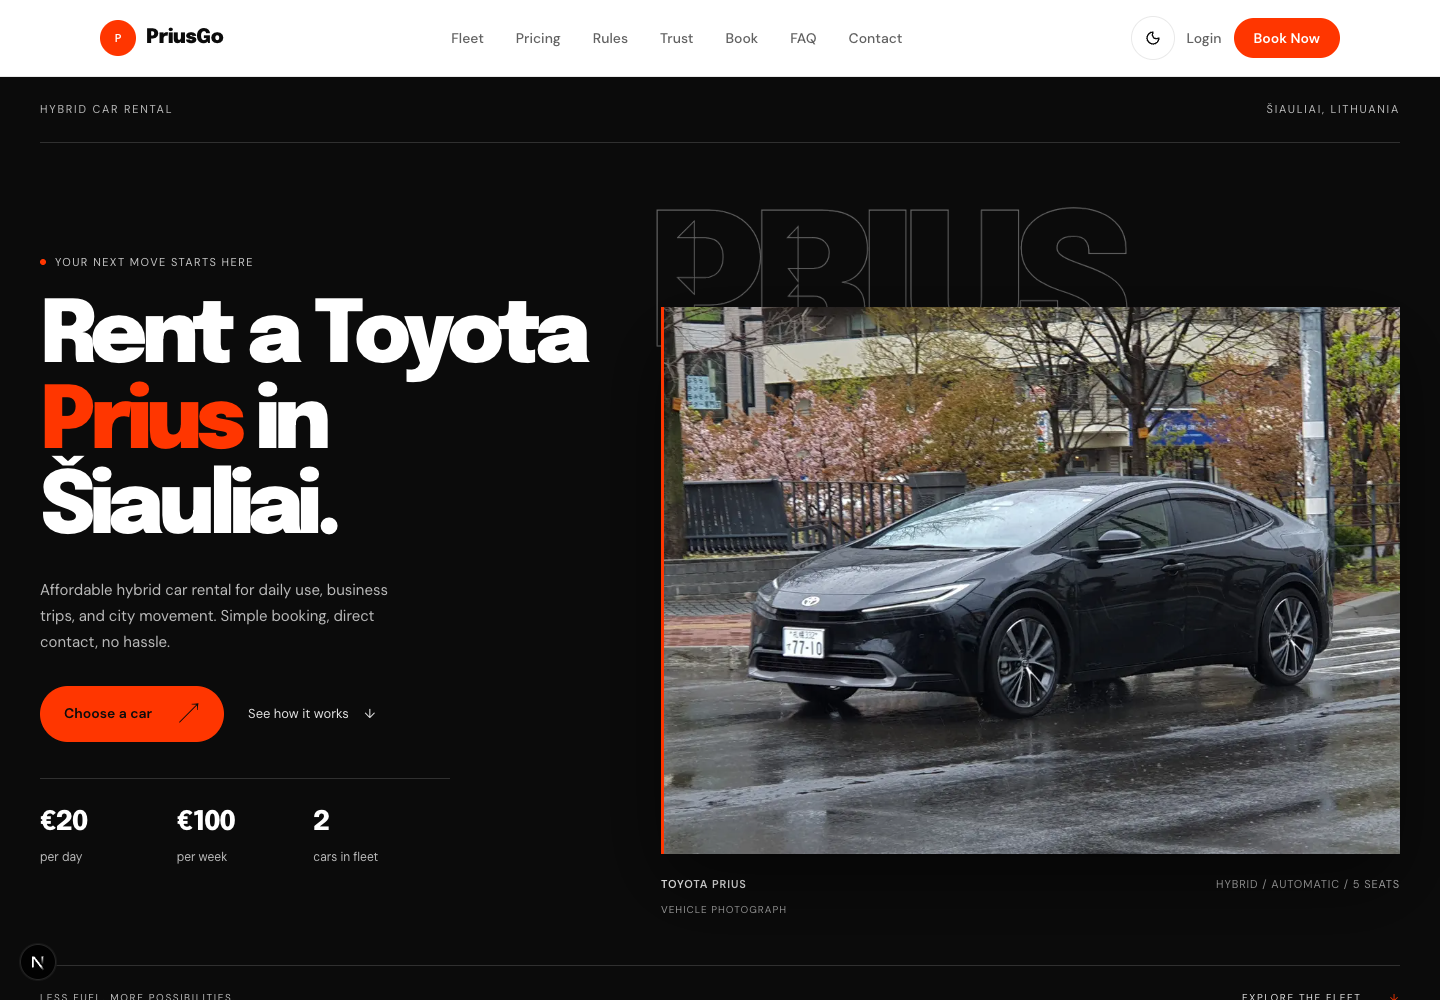 P
PriusGo
Fleet
Pricing
Rules
Trust
Book
FAQ
Contact
Login
Book Now
HYBRID CAR RENTAL
ŠIAULIAI, LITHUANIA
PRIUS
YOUR NEXT MOVE STARTS HERE
Rent a Toyota
Prius in
Šiauliai.
Affordable hybrid car rental for daily use, business
trips, and city movement. Simple booking, direct
contact, no hassle.
Choose a car
See how it works
€20
per day
€100
per week
2
cars in fleet
77-10
TOYOTA PRIUS
HYBRID / AUTOMATIC / 5 SEATS
VEHICLE PHOTOGRAPH
N
LESS FUEL. MORE POSSIBILITIES
EXPLORE THE FLEET